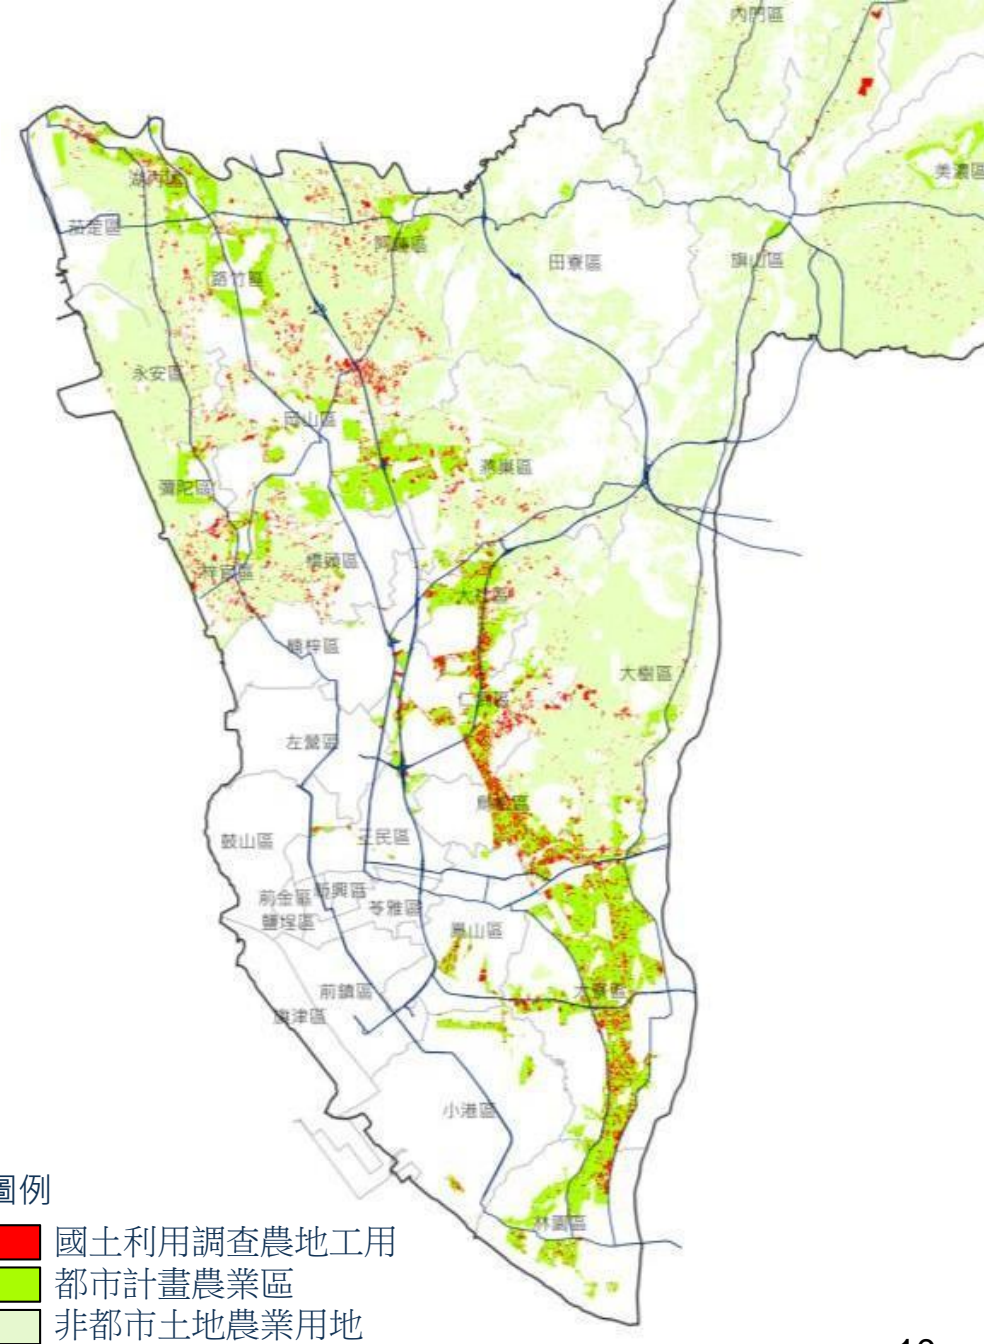 內門區
美濃區
湖內區
茄萣區
阿蓮區
田寮區
旗山區
路竹區
永安區
岡山區
燕巢區
彌陀區
橋頭區
梓官區
大社區
楠梓區
大樹區
仁武區
左營區
鳥松區
三民區
鼓山區
新興區
前金區
苓雅區
鹽埕區
鳳山區
前鎮區
大寮區
旗津區
小港區
林園區
圖例
國土利用調查農地工用
都市計畫農業區
非都市土地農業用地